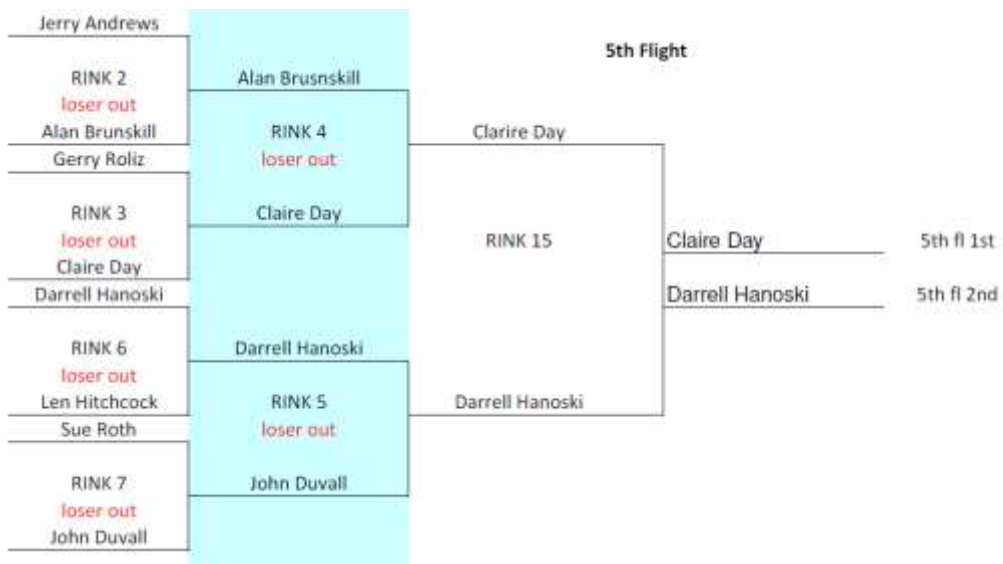 Jerry Andrews
5th Flight
RINK 2
Alan Brusnskill
loser out
Alan Brunskill
RINK 4
Clarire Day
Gerry Roliz
loser out
RINK 3
Claire Day
loser out
RINK 15
Claire Day
5th fl 1st
Claire Day
Darrell Hanoski
Darrell Hanoski
5th fl 2nd
RINK 6
Darrell Hanoski
loser out
Len Hitchcock
RINK 5
Darrell Hanoski
Sue Roth
loser out
RINK 7
John Duvall
loser out
John Duvall